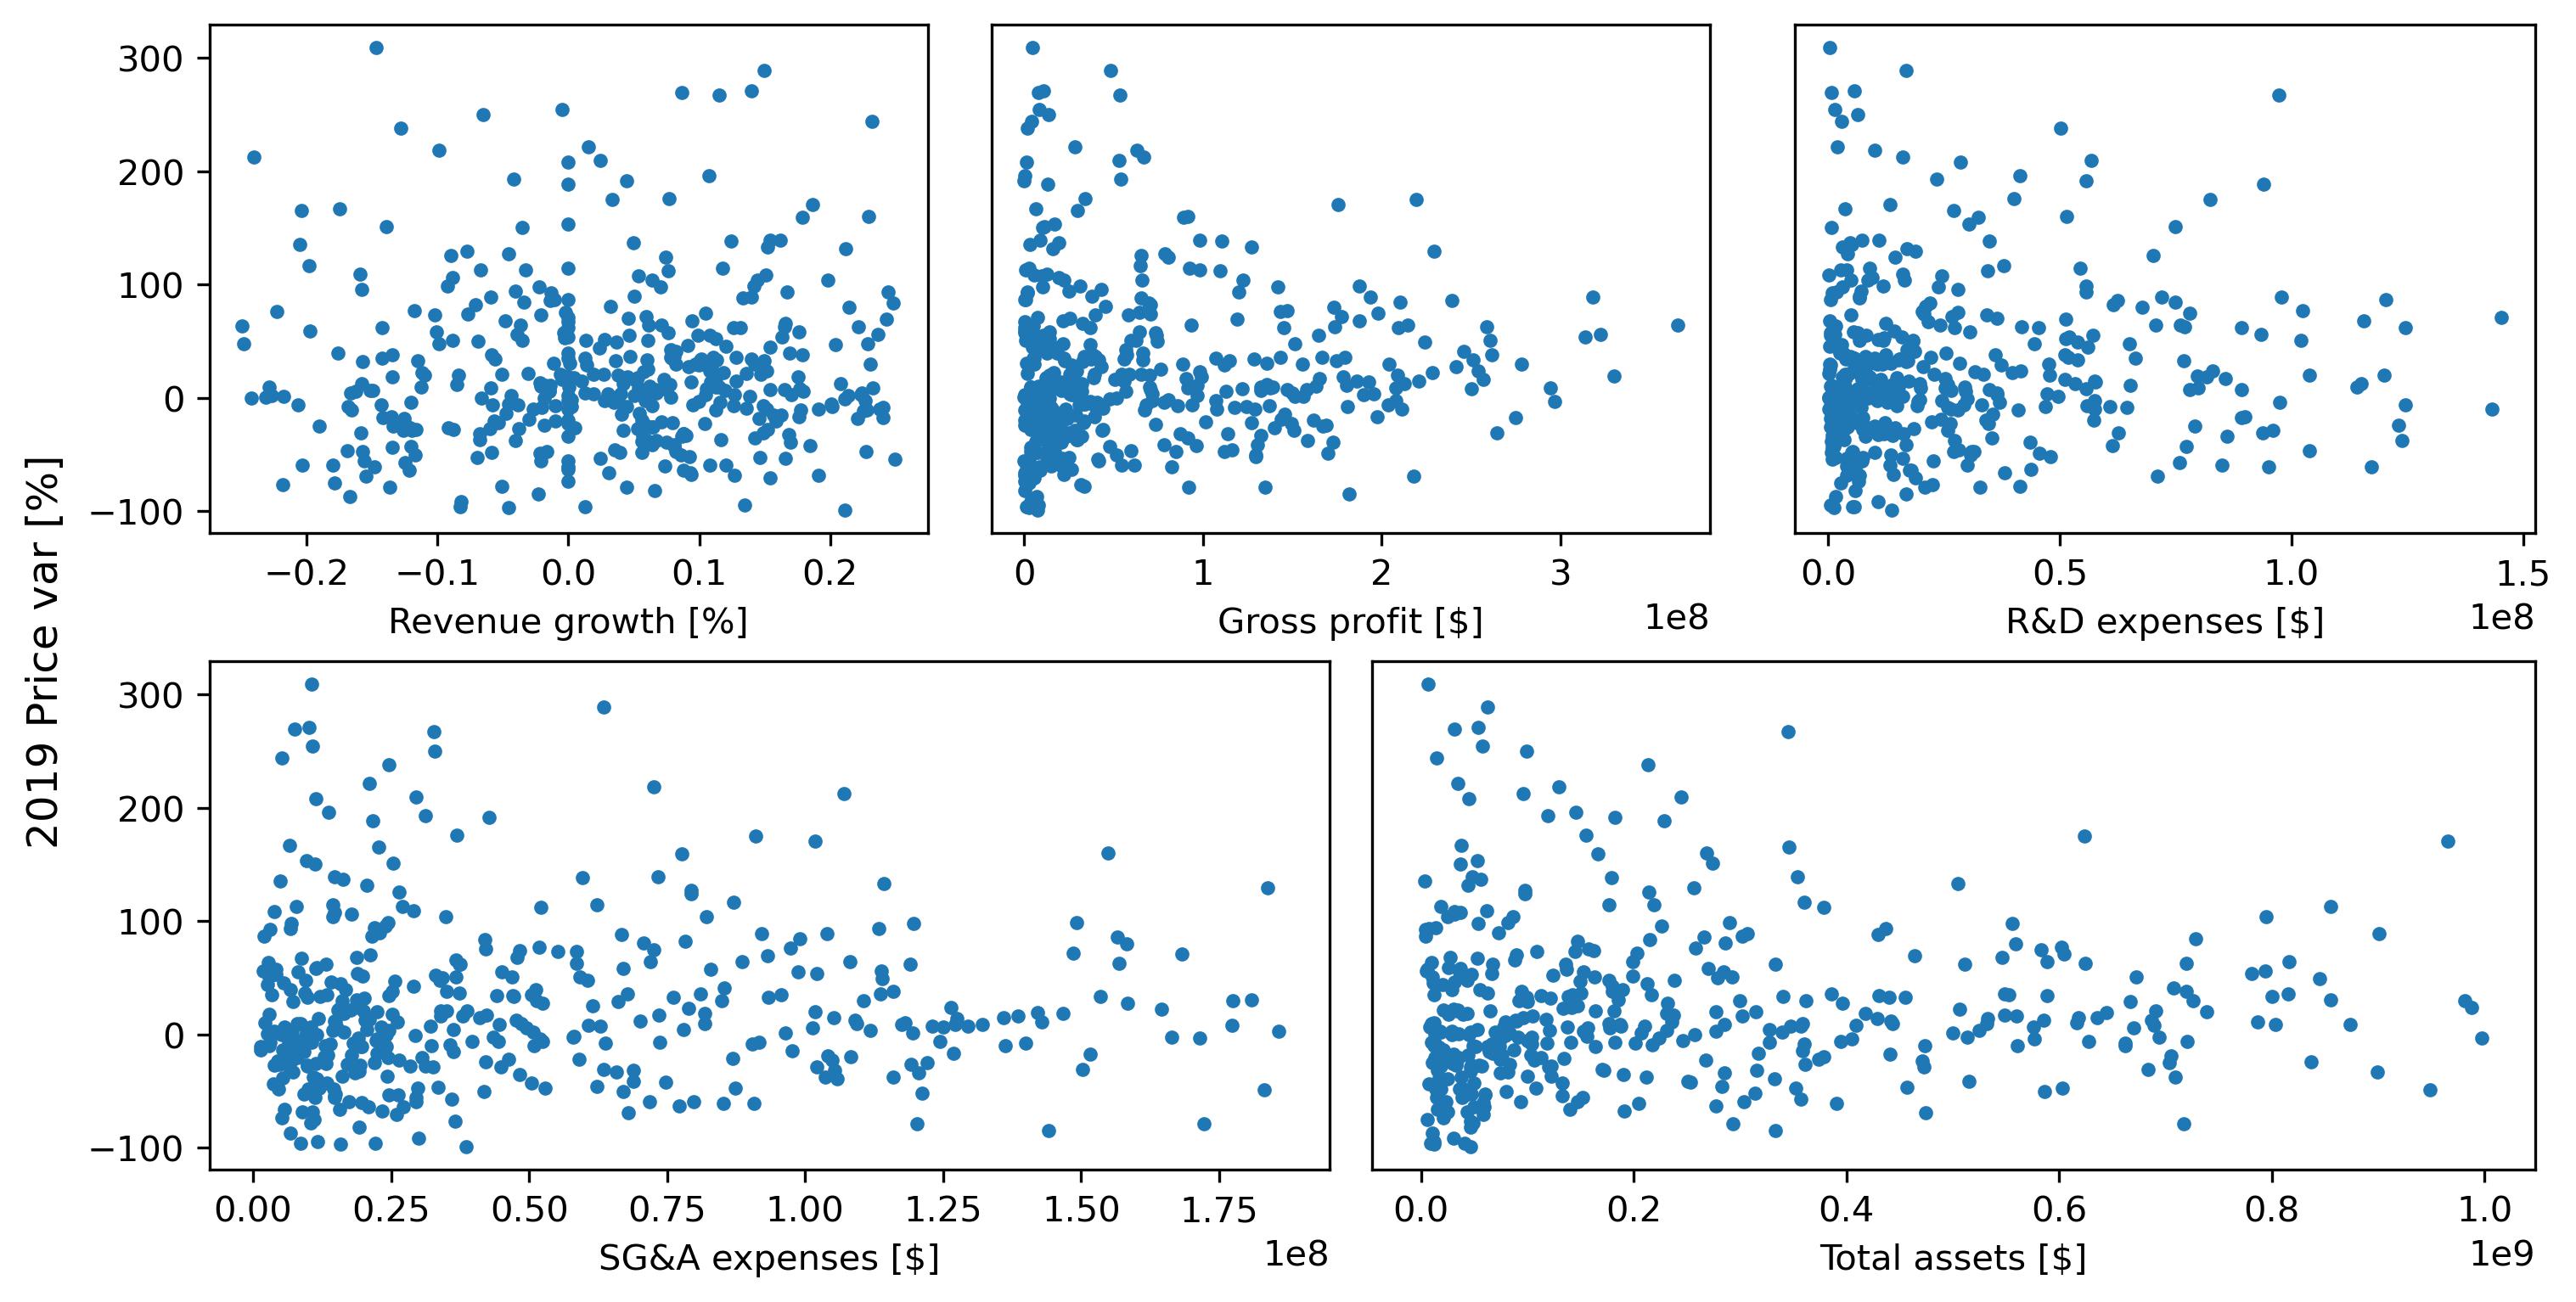 2019 Price var [%]
300
200
100
0
−100
−0.2 −0.1 0.0 0.1 0.2
Revenue growth [%]
0 1 2 3
1e8
Gross profit [$]
0.0 0.5 1.0 1.5
1e8
R&D expenses [$]
300
200
100
0
−100
0.00 0.25 0.50 0.75 1.00 1.25 1.50 1.75
1e8
SG&A expenses [$]
0.0 0.2 0.4 0.6 0.8 1.0
1e9
Total assets [$]